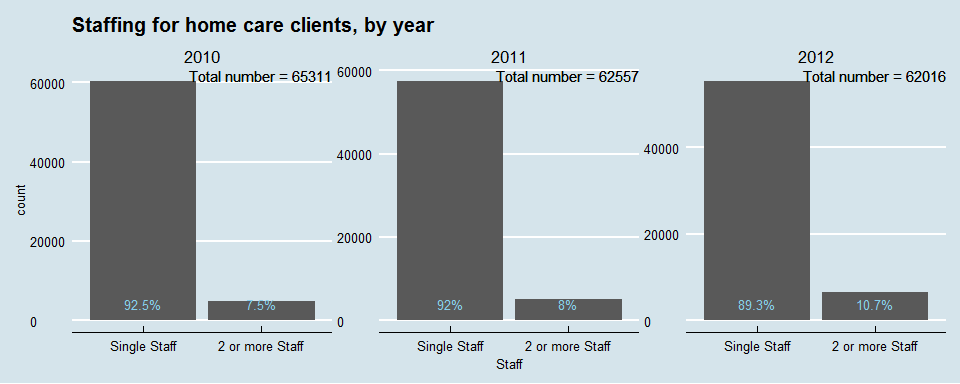 Staffing for home care clients, by year
2010
2011
2012
Total number = 65311
Total number = 62557
Total number = 62016
count
60000
40000
20000
0
92.5%
7.5%
Single Staff
2 or more Staff
60000
40000
20000
0
92%
8%
Single Staff
2 or more Staff
40000
20000
0
89.3%
10.7%
Single Staff
2 or more Staff
Staff